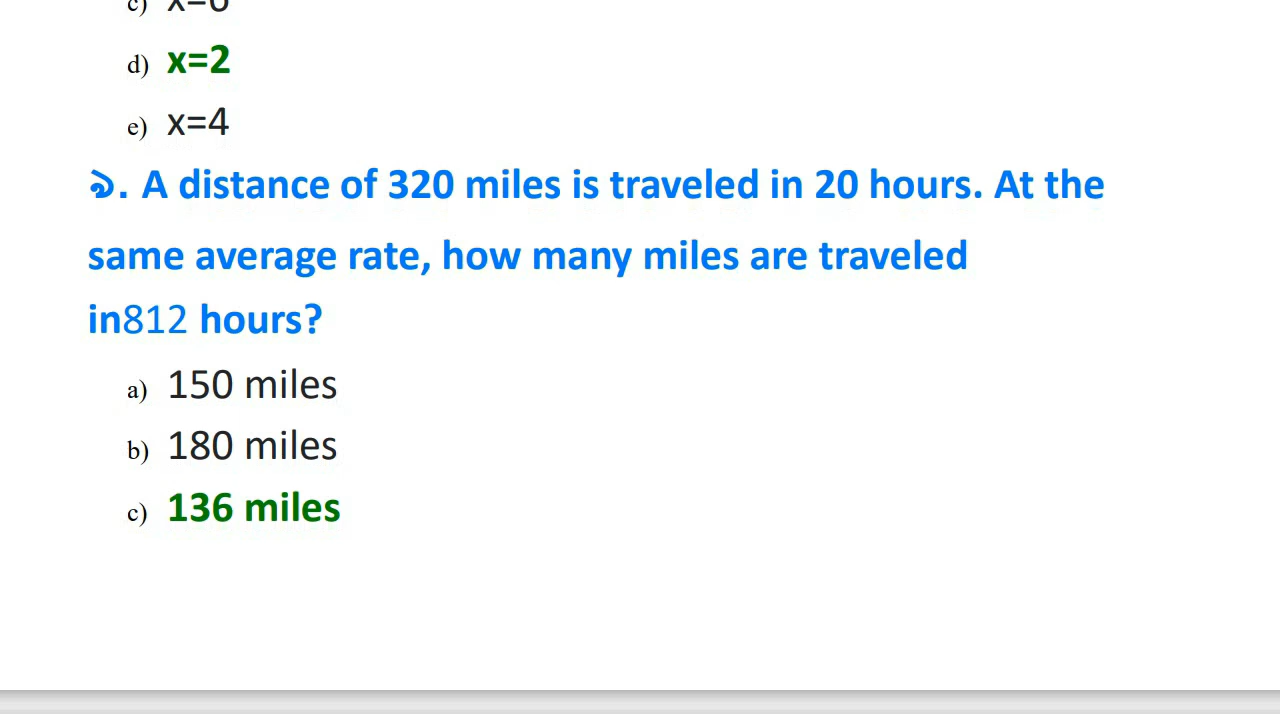 c) x=6
d) x=2
e) x=4
৯. A distance of 320 miles is traveled in 20 hours. At the
same average rate, how many miles are traveled
in812 hours?
a) 150 miles
b) 180 miles
c) 136 miles